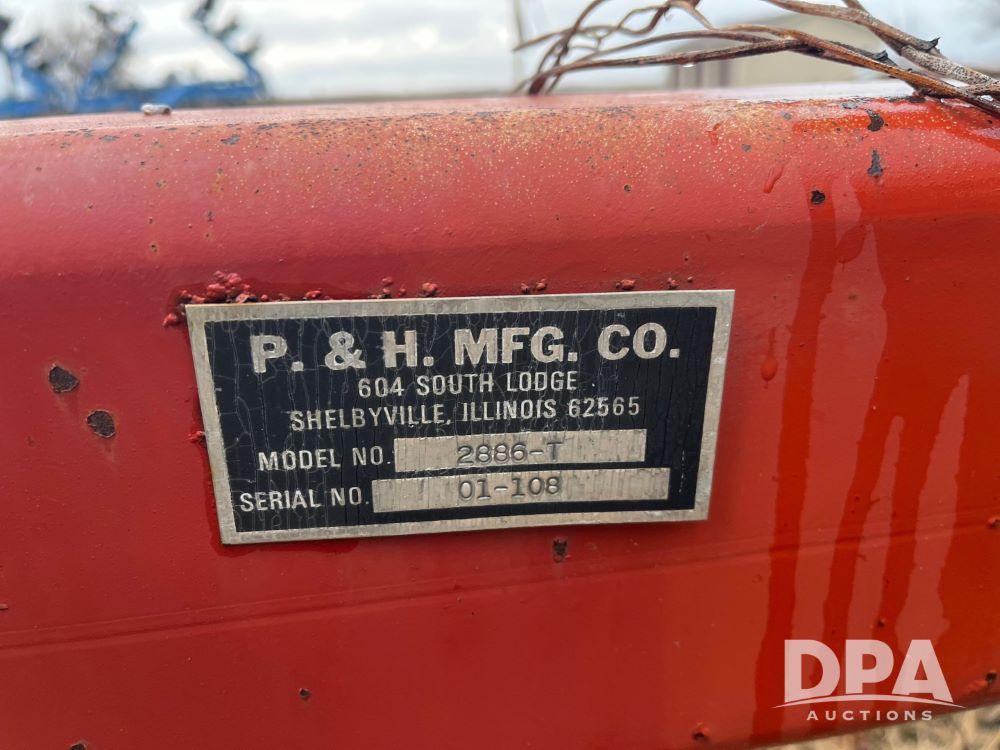 P. & H. MFG. CO.
604 SOUTH LODGE
SHELBYVILLE, ILLINOIS 62565
MODEL NO. 2886-T
SERIAL NO. 01-108
DPA
AUCTIONS